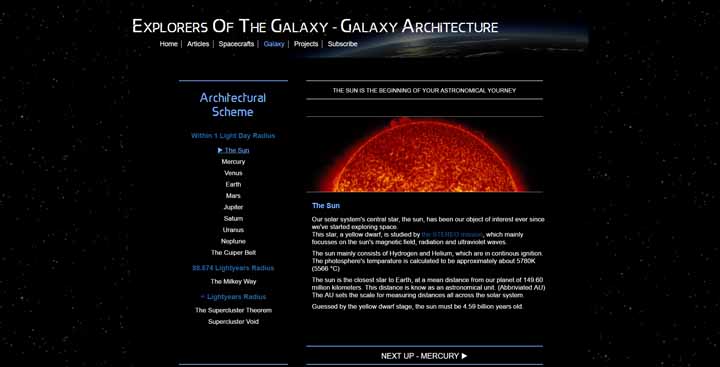 Explorers Of The Galaxy - Galaxy Architecture
Home | Articles | Spacecrafts | Galaxy | Projects | Subscribe
Architectural
Scheme
Within 1 Light Day Radius
▶ The Sun
Mercury
Venus
Earth
Mars
Jupiter
Saturn
Uranus
Neptune
The Cuiper Belt
88.674 Lightyears Radius
The Milkey Way
~ Lightyears Radius
The Supercluster Theorem
Supercluster Void
THE SUN IS THE BEGINNING OF YOUR ASTRONOMICAL YOURNEY
The Sun
Our solar system's central star, the sun, has been our object of interest ever since
we've started exploring space.
This star, a yellow dwarf, is studied by the STEREO mission, which mainly
focusses on the sun's magnetic field, radiation and ultraviolet waves.
The sun mainly consists of Hydrogen and Helium, which are in continous ignition.
The photosphere's temparature is calculated to be approximately about 5780K
(5566 °C)
The sun is the closest star to Earth, at a mean distance from our planet of 149.60
million kilometers. This distance is know as an astronomical unit. (Abbriviated AU)
The AU sets the scale for measuring distances all across the solar system.
Guessed by the yellow dwarf stage, the sun must be 4.59 billion years old.
NEXT UP - MERCURY ▶